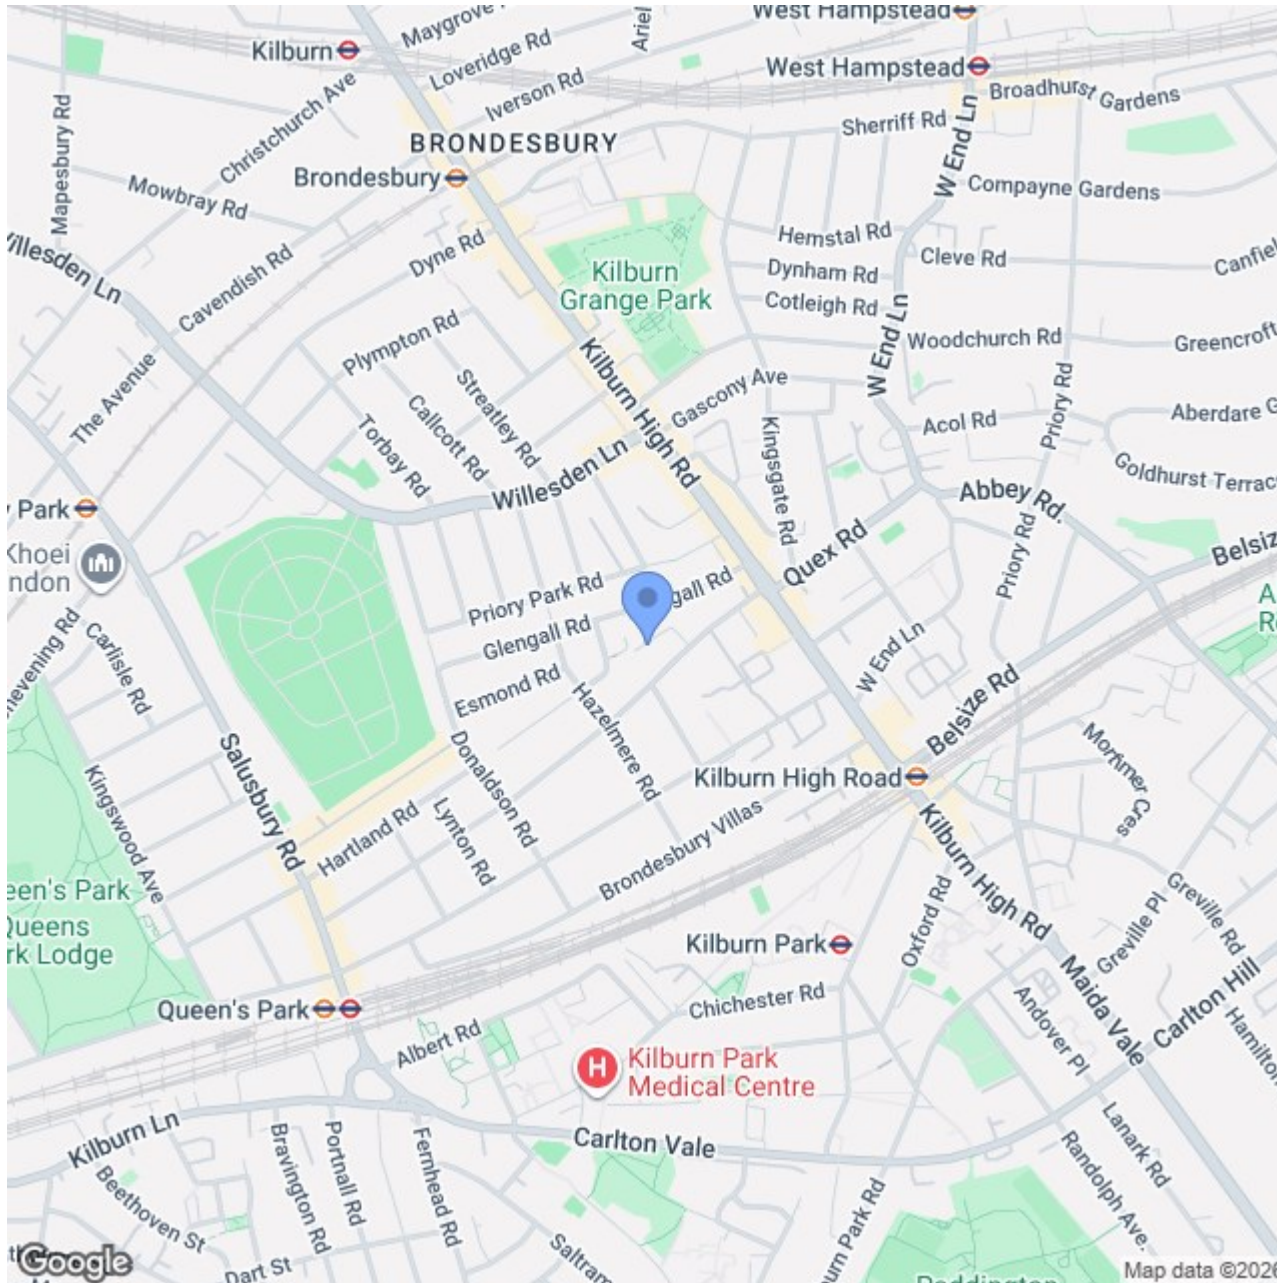 West Hampstead
Maygrove
Ariel
Kilburn
Loveridge Rd
West Hampstead
Iverson Rd
Broadhurst Gardens
Christchurch Ave
Mapesbury Rd
BRONDESBURY
Sherriff Rd
W End Ln
Brondesbury
Mowbray Rd
Compayne Gardens
Hemstal Rd
Dyne Rd
Cleve Rd
Willesden Ln
Cavendish Rd
Kilburn
Grange Park
Dynham Rd
Cotleigh Rd
W End Ln
Woodchurch Rd
Plympton Rd
Kilburn High Rd
The Avenue
Streatley Rd
Callcott Rd
Torbay Rd
Gascony Ave
Priory Rd
Acol Rd
Kingsgate Rd
Willesden Ln
Goldhurst Terrace
Abbey Rd.
Park
Quex Rd
Khoei
ndon
Priory Rd
Priory Park Rd
gall Rd
Glengall Rd
Carlisle Rd
Esmond Rd
W End Ln
Belsize Rd
Hazelmere Rd
Salusbury Rd
Donaldson Rd
Mortimer Cres
Kingswood Ave
Kilburn High Road
Hartland Rd
Lynton Rd
Brondesbury Villas
Kilburn High Rd
een's Park
Queens
rk Lodge
Oxford Rd
Greville Pl
Greville Rd
Kilburn Park
Chichester Rd
Maida Vale
Carlton Hill
Andover Pl
Hamilton
Queen's Park
Albert Rd
Kilburn Park
Medical Centre
Kilburn Ln
Carlton Vale
Lanark Rd
Randolph Ave.
Beethoven St
Bravington Rd
Portnall Rd
Fernhead Rd
Saltram
burn Park Rd
Dart St
Google
Map data ©2026